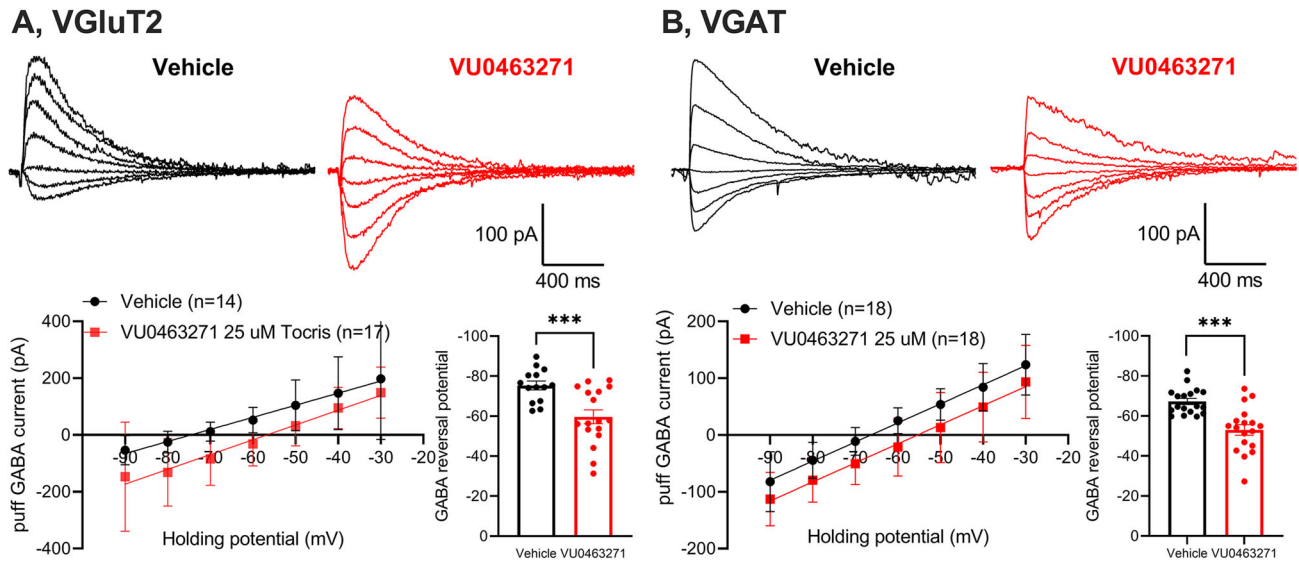 A, VGluT2
Vehicle
VU0463271
100 pA
400 ms
Vehicle (n=14)
VU0463271 25 uM Tocris (n=17)
puff GABA current (pA)
400
200
0
-200
-400
-90
-80
-70
-60
-50
-40
-30
-20
Holding potential (mV)
GABA reversal potential
-100
-80
-60
-40
-20
0
***
Vehicle VU0463271
B, VGAT
Vehicle
VU0463271
100 pA
400 ms
Vehicle (n=18)
VU0463271 25 uM (n=18)
puff GABA current (pA)
200
100
0
-100
-200
-90
-80
-70
-60
-50
-40
-30
-20
Holding potential (mV)
GABA reversal potential
-100
-80
-60
-40
-20
0
***
Vehicle VU0463271